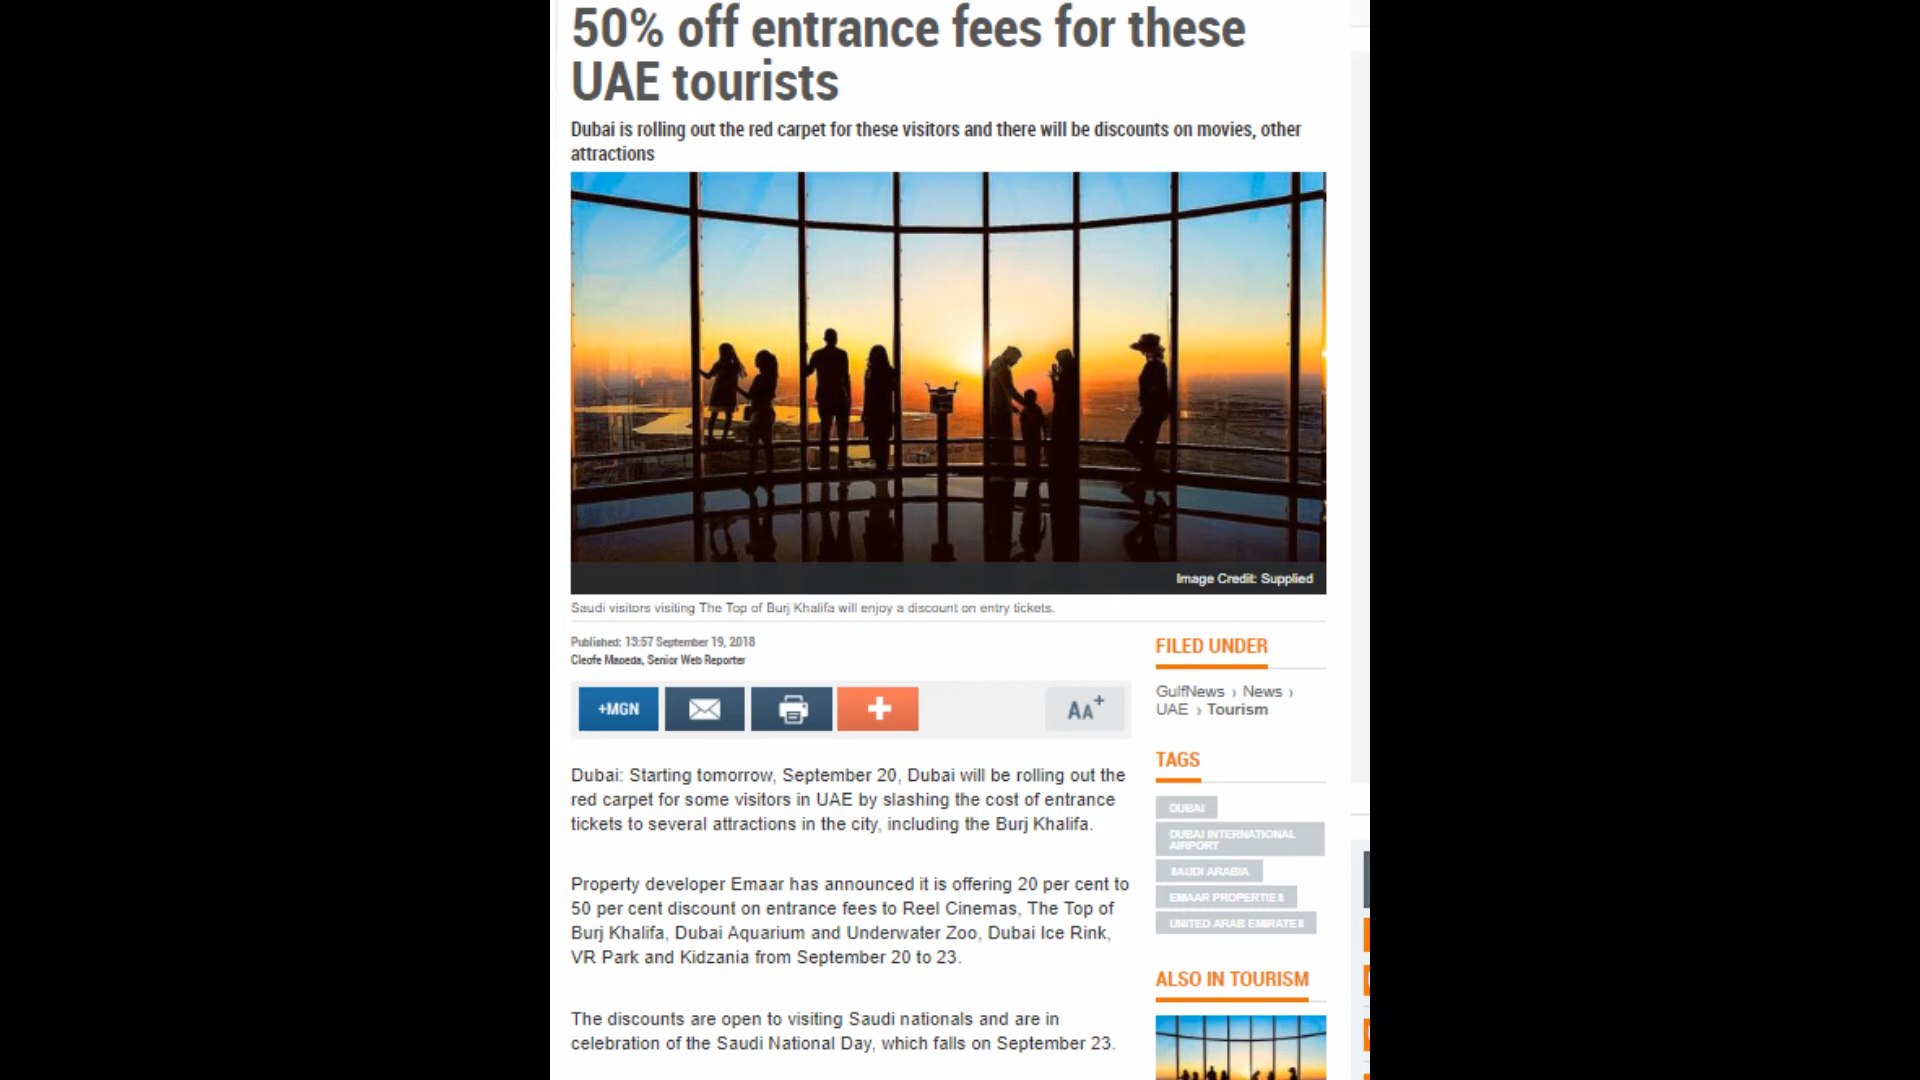 50% off entrance fees for these
UAE tourists
Dubai is rolling out the red carpet for these visitors and there will be discounts on movies, other
attractions
Image Credit: Supplied
Saudi visitors visiting The Top of Burj Khalifa will enjoy a discount on entry tickets.
Published: 13:57 September 19, 2018
Cleofe Maceda, Senior Web Reporter
+MGN
AA+
Dubai: Starting tomorrow, September 20, Dubai will be rolling out the
red carpet for some visitors in UAE by slashing the cost of entrance
tickets to several attractions in the city, including the Burj Khalifa.
Property developer Emaar has announced it is offering 20 per cent to
50 per cent discount on entrance fees to Reel Cinemas, The Top of
Burj Khalifa, Dubai Aquarium and Underwater Zoo, Dubai Ice Rink,
VR Park and Kidzania from September 20 to 23.
The discounts are open to visiting Saudi nationals and are in
celebration of the Saudi National Day, which falls on September 23.
FILED UNDER
GulfNews › News ›
UAE › Tourism
TAGS
DUBAI
DUBAI INTERNATIONAL
AIRPORT
SAUDI ARABIA
EMAAR PROPERTIES
UNITED ARAB EMIRATES
ALSO IN TOURISM